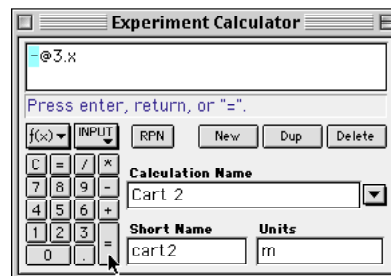 Experiment Calculator
-@3.x
Press enter, return, or "=".
f(x) INPUT RPN New Dup Delete
C = / *
Calculation Name
7 8 9 -
Cart 2
4 5 6 +
Short Name Units
1 2 3 =
cart2 m
0 .